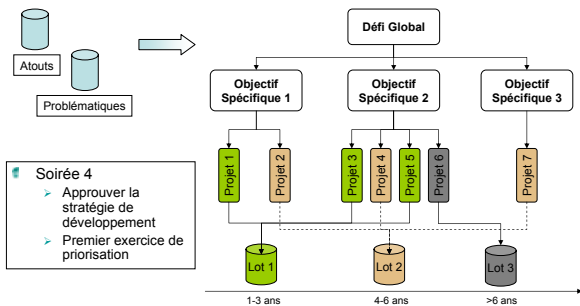 Défi Global
Atouts
Problématiques
Objectif
Spécifique 1
Objectif
Spécifique 2
Objectif
Spécifique 3
Projet 1
Projet 2
Projet 3
Projet 4
Projet 5
Projet 6
Projet 7
Soirée 4
Approuver la
stratégie de
développement
Premier exercice de
priorisation
Lot 1
Lot 2
Lot 3
1-3 ans
4-6 ans
>6 ans